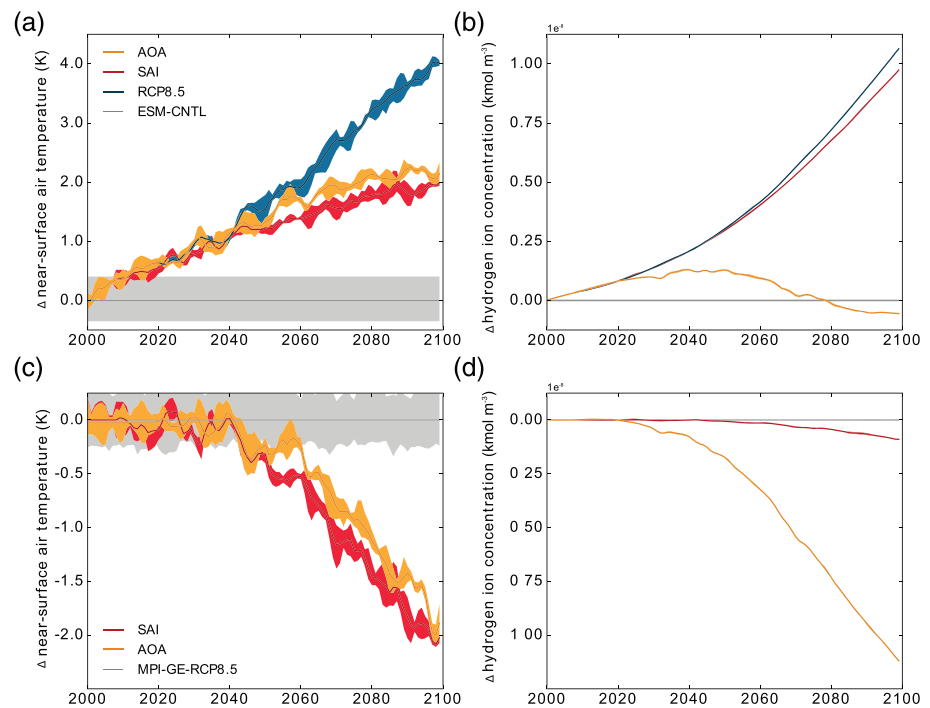 (a)
Δ near-surface air temperature (K)
4.0
3.0
2.0
1.0
0.0
AOA
SAI
RCP8.5
ESM-CNTL
2000 2020 2040 2060 2080 2100
(b)
Δ hydrogen ion concentration (kmol m⁻³)
1e⁻⁸
1.00
0.75
0.50
0.25
0.00
2000 2020 2040 2060 2080 2100
(c)
Δ near-surface air temperature (K)
0.0
-0.5
-1.0
-1.5
-2.0
SAI
AOA
MPI-GE-RCP8.5
2000 2020 2040 2060 2080 2100
(d)
Δ hydrogen ion concentration (kmol m⁻³)
1e⁻⁸
0 00
0 25
0 50
0 75
1 00
2000 2020 2040 2060 2080 2100